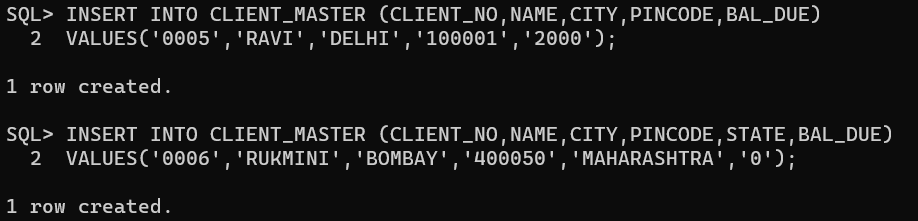 SQL> INSERT INTO CLIENT_MASTER (CLIENT_NO,NAME,CITY,PINCODE,BAL_DUE)
2 VALUES('0005','RAVI','DELHI','100001','2000');
1 row created.
SQL> INSERT INTO CLIENT_MASTER (CLIENT_NO,NAME,CITY,PINCODE,STATE,BAL_DUE)
2 VALUES('0006','RUKMINI','BOMBAY','400050','MAHARASHTRA','0');
1 row created.